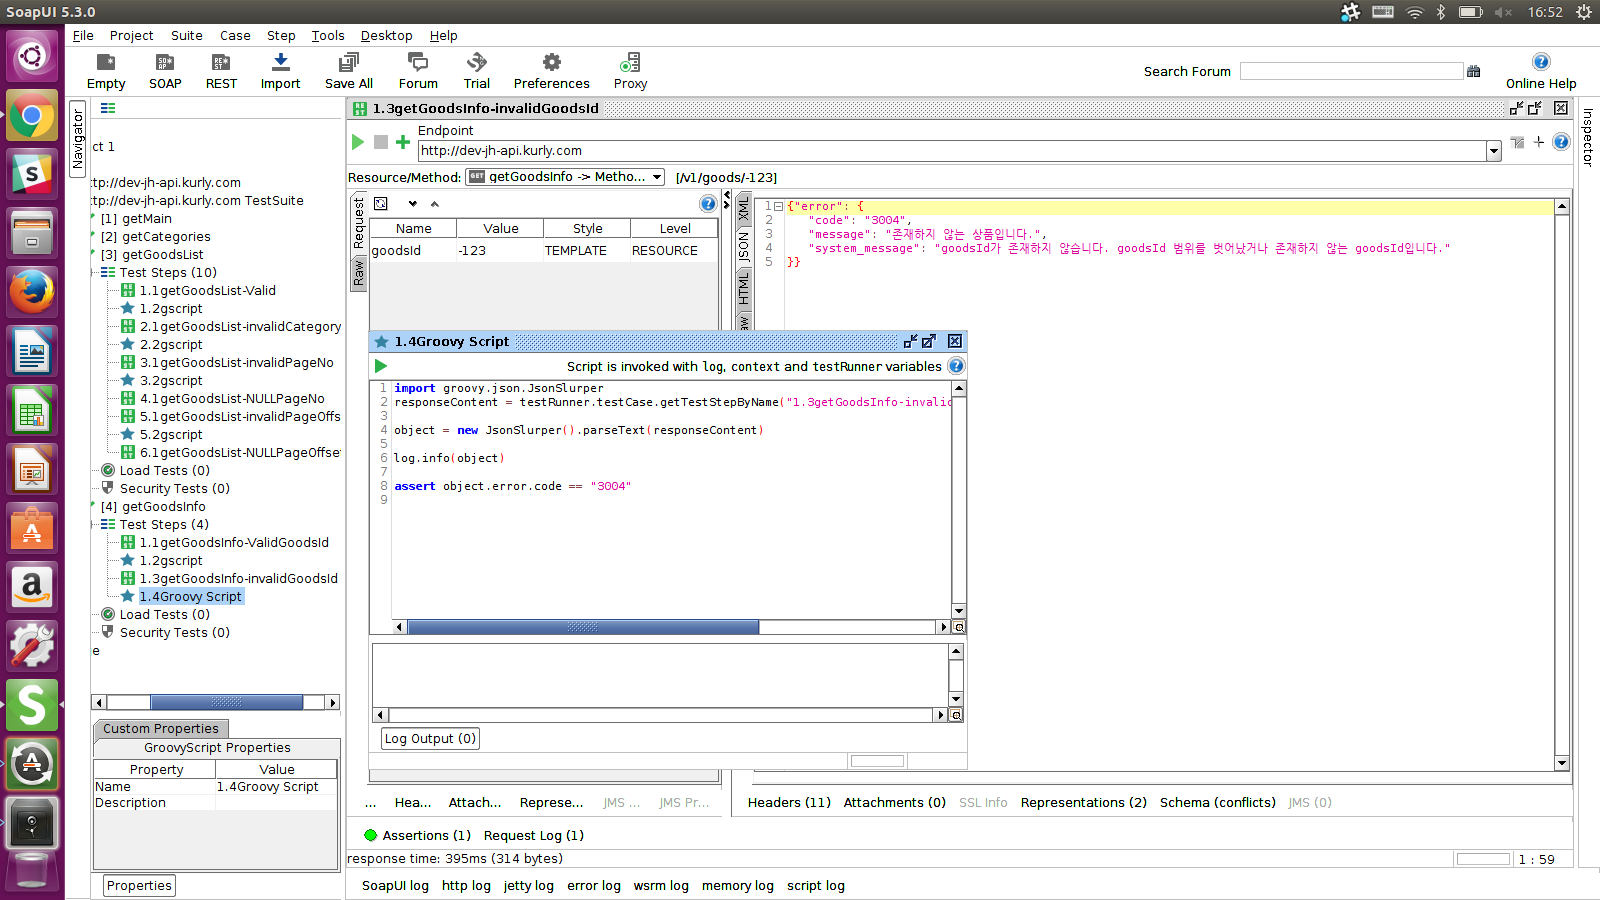 SoapUI 5.3.0
16:52
File Project Suite Case Step Tools Desktop Help
Empty SOAP REST Import Save All Forum Trial Preferences Proxy
Search Forum
Online Help
Navigator
ct 1
ttp://dev-jh-api.kurly.com
ttp://dev-jh-api.kurly.com TestSuite
[1] getMain
[2] getCategories
[3] getGoodsList
Test Steps (10)
1.1getGoodsList-Valid
1.2gscript
2.1getGoodsList-invalidCategory
2.2gscript
3.1getGoodsList-invalidPageNo
3.2gscript
4.1getGoodsList-NULLPageNo
5.1getGoodsList-invalidPageOffs
5.2gscript
6.1getGoodsList-NULLPageOffset
Load Tests (0)
Security Tests (0)
[4] getGoodsInfo
Test Steps (4)
1.1getGoodsInfo-ValidGoodsId
1.2gscript
1.3getGoodsInfo-invalidGoodsId
1.4Groovy Script
Load Tests (0)
Security Tests (0)
e
Custom Properties
GroovyScript Properties
Property Value
Name 1.4Groovy Script
Description
Properties
1.3getGoodsInfo-invalidGoodsId
Endpoint
http://dev-jh-api.kurly.com
Resource/Method: getGoodsInfo -> Metho... [/v1/goods/-123]
Request
Raw
Name Value Style Level
goodsId -123 TEMPLATE RESOURCE
XML
JSON
HTML
1 {"error": {
2 "code": "3004",
3 "message": "존재하지 않는 상품입니다.",
4 "system_message": "goodsId가 존재하지 않습니다. goodsId 범위를 벗어났거나 존재하지 않는 goodsId입니다."
5 }}
Inspector
1.4Groovy Script
Script is invoked with log, context and testRunner variables
1 import groovy.json.JsonSlurper
2 responseContent = testRunner.testCase.getTestStepByName("1.3getGoodsInfo-invalid
3
4 object = new JsonSlurper().parseText(responseContent)
5
6 log.info(object)
7
8 assert object.error.code == "3004"
9
Log Output (0)
... Hea... Attach... Represe... JMS ... JMS Pr...
Headers (11) Attachments (0) SSL Info Representations (2) Schema (conflicts) JMS (0)
Assertions (1) Request Log (1)
response time: 395ms (314 bytes)
1 : 59
SoapUI log http log jetty log error log wsrm log memory log script log